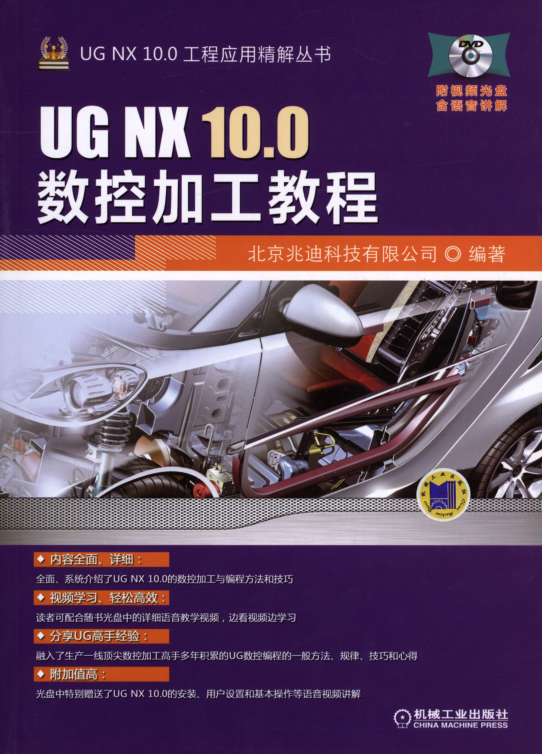 UG NX 10.0 工程应用精解丛书
DVD
附视频光盘
含语音讲解
UG NX 10.0
数控加工教程
北京兆迪科技有限公司 ◎ 编著
◆ 内容全面、详细：
全面、系统介绍了UG NX 10.0的数控加工与编程方法和技巧
◆ 视频学习、轻松高效：
读者可配合随书光盘中的详细语音教学视频，边看视频边学习
◆ 分享UG高手经验：
融入了生产一线顶尖数控加工高手多年积累的UG数控编程的一般方法、规律、技巧和心得
◆ 附加值高：
光盘中特别赠送了UG NX 10.0的安装、用户设置和基本操作等语音视频讲解
机械工业出版社
CHINA MACHINE PRESS